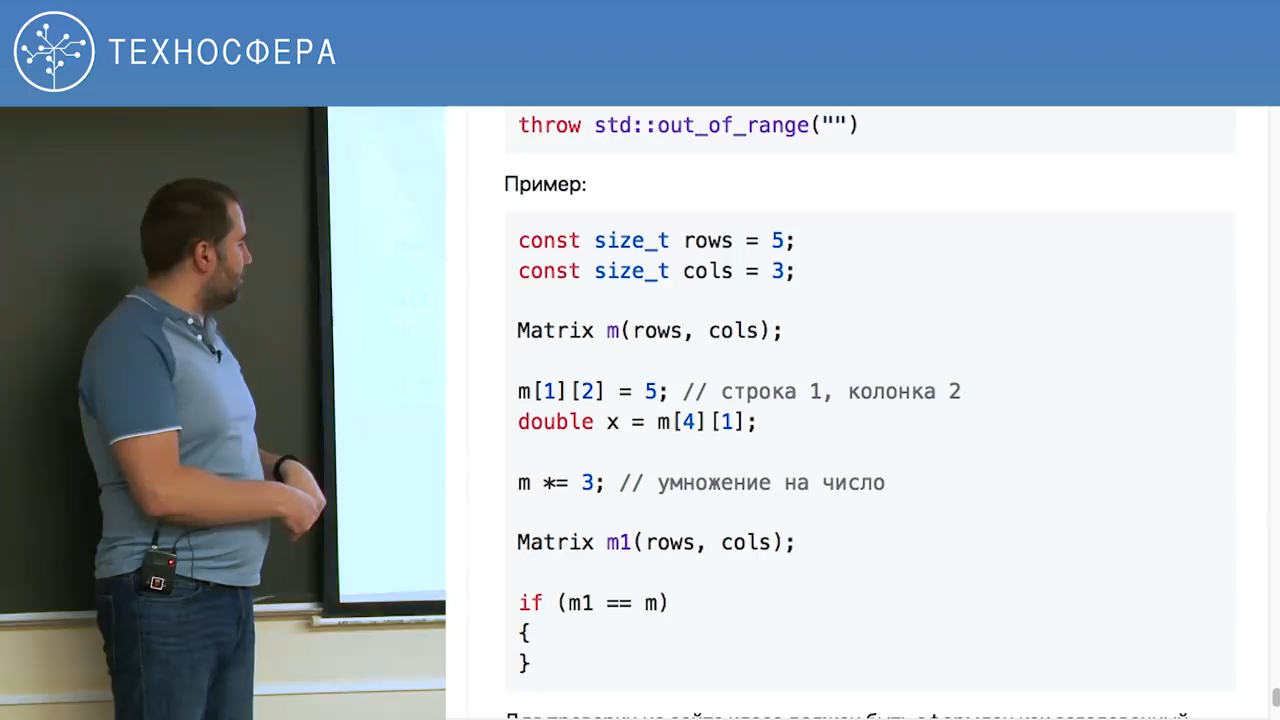 ТЕХНОСФЕРА
throw std::out_of_range("")
Пример:
const size_t rows = 5;
const size_t cols = 3;
Matrix m(rows, cols);
m[1][2] = 5; // строка 1, колонка 2
double x = m[4][1];
m *= 3; // умножение на число
Matrix m1(rows, cols);
if (m1 == m)
{
}